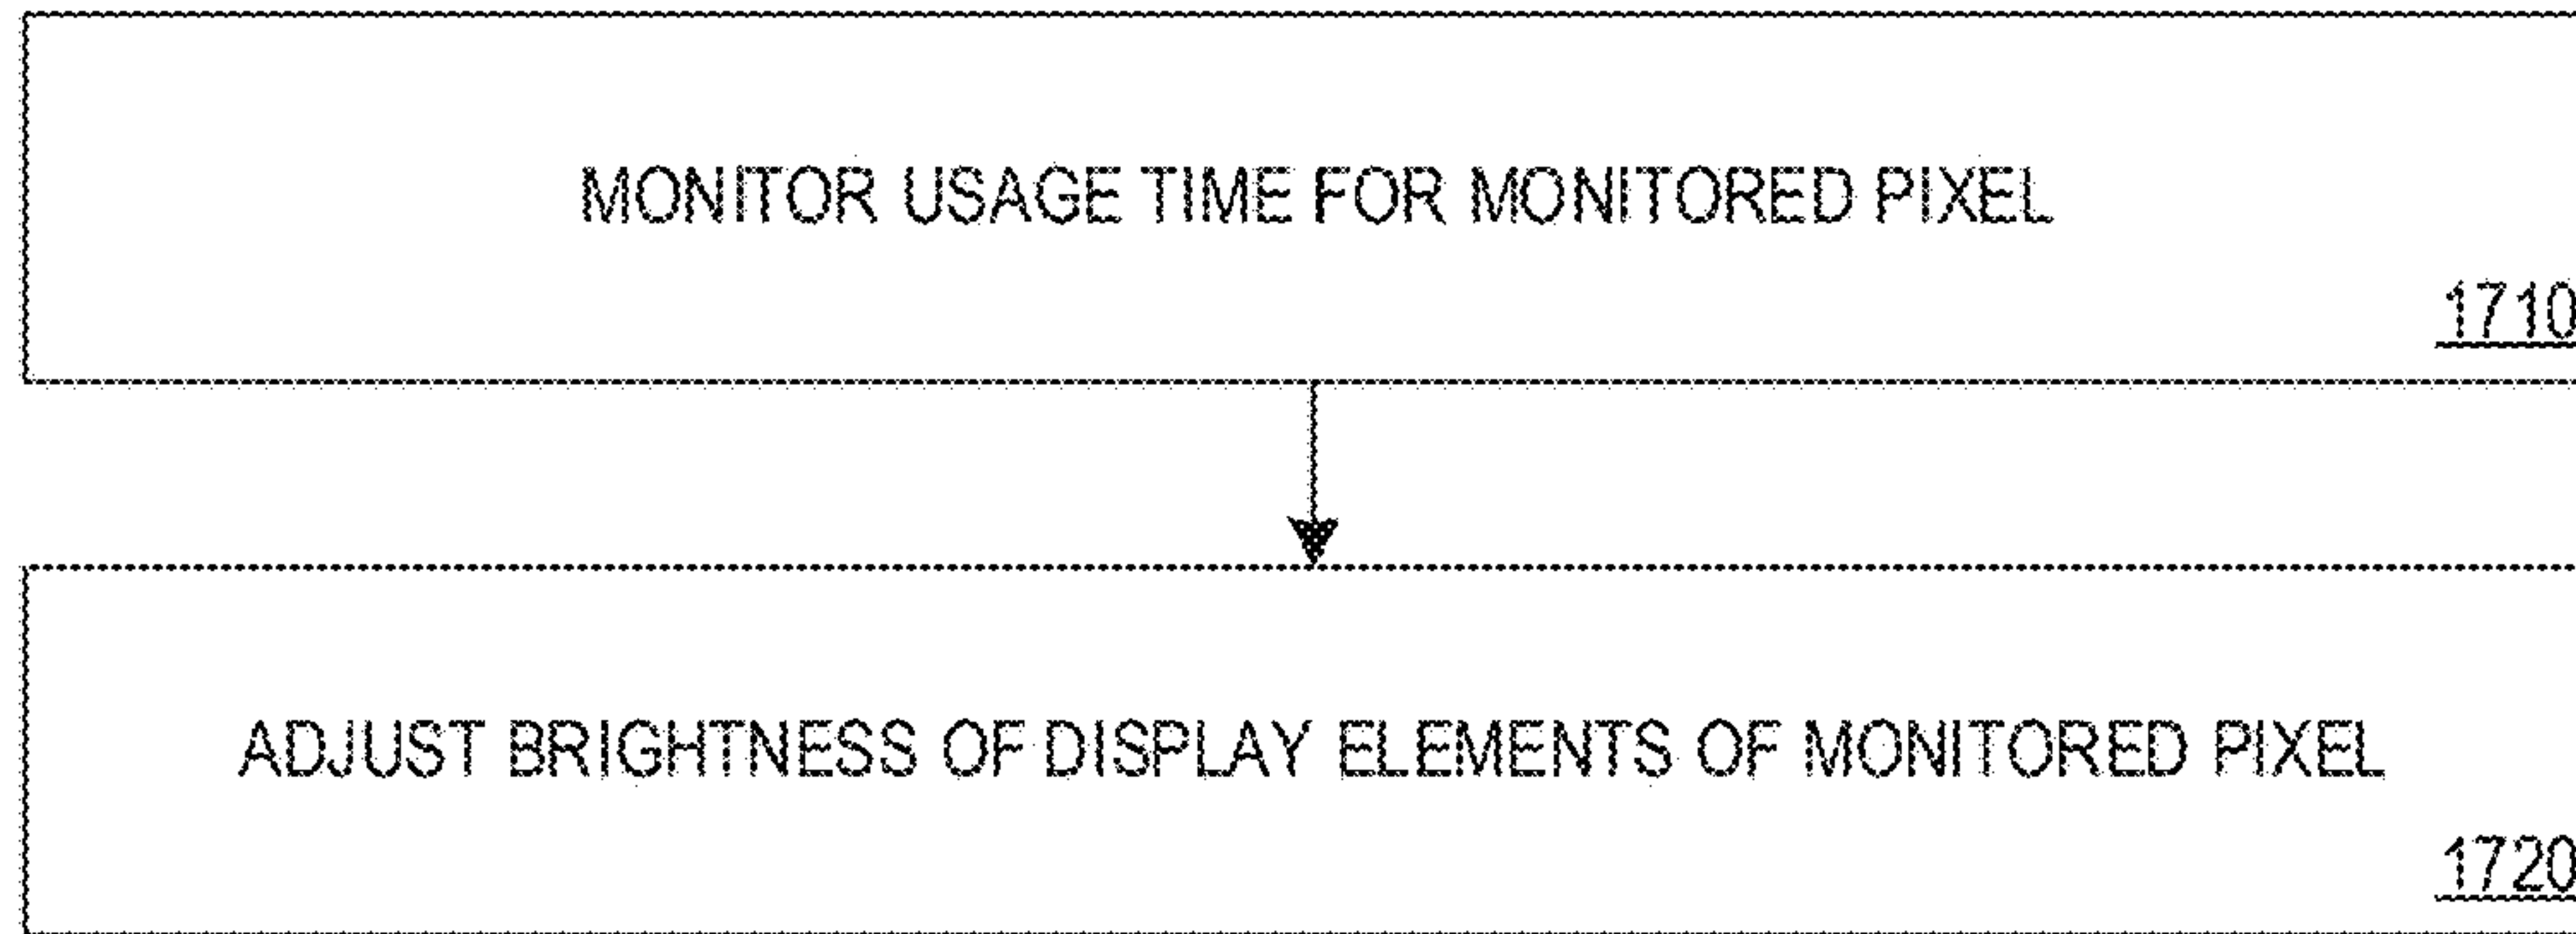 MONITOR USAGE TIME FOR MONITORED PIXEL
1710
ADJUST BRIGHTNESS OF DISPLAY ELEMENTS OF MONITORED PIXEL
1720